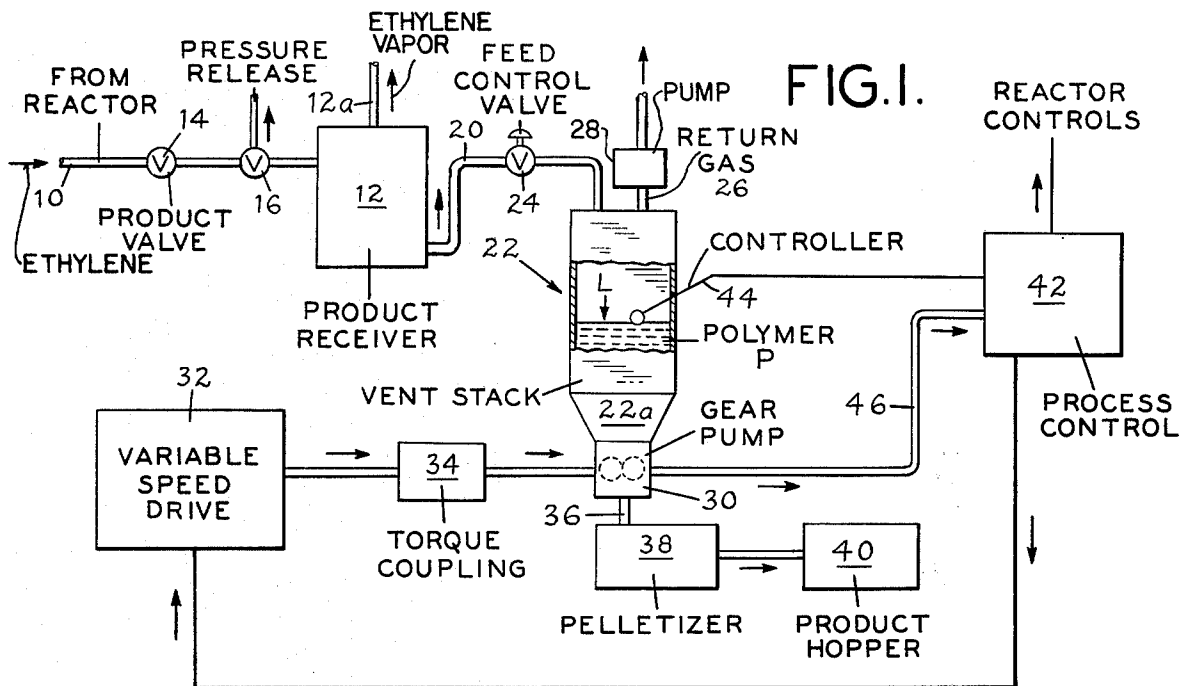 FIG.1.
ETHYLENE
VAPOR
PRESSURE
RELEASE
FEED
CONTROL
VALVE
PUMP
FROM
REACTOR
12a
14
20
28
RETURN
GAS
26
REACTOR
CONTROLS
V
V
V
10
16
12
24
PRODUCT
VALVE
ETHYLENE
PRODUCT
RECEIVER
22
L
CONTROLLER
44
42
POLYMER
P
VENT STACK
22a
GEAR
PUMP
46
PROCESS
CONTROL
32
VARIABLE
SPEED
DRIVE
34
TORQUE
COUPLING
30
36
38
PELLETIZER
40
PRODUCT
HOPPER